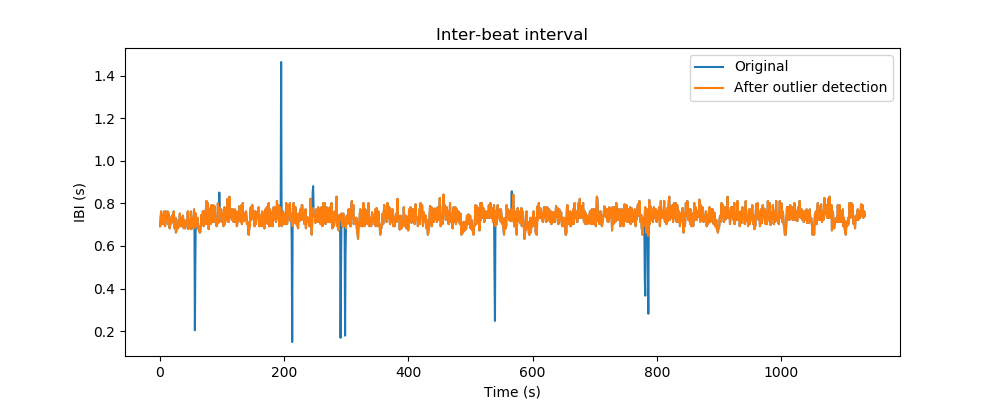 Inter-beat interval
Original
After outlier detection
1.4
1.2
1.0
0.8
0.6
0.4
0.2
IBI (s)
0 200 400 600 800 1000
Time (s)